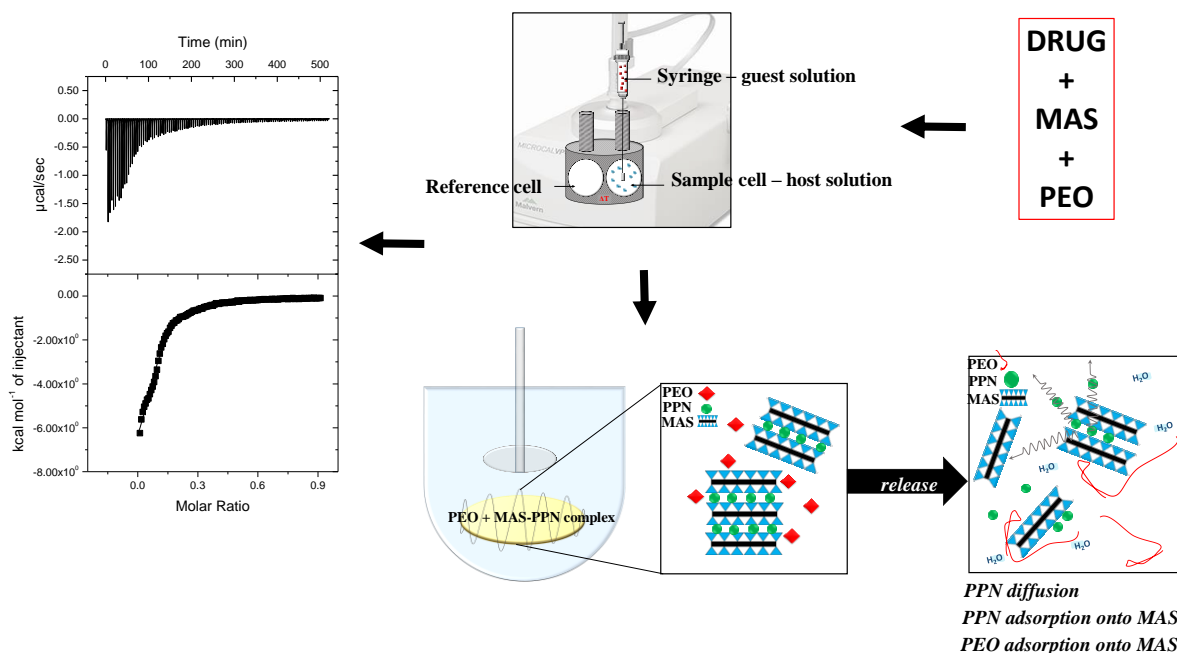 Time (min)
0 100 200 300 400 500
0.50
0.00
-0.50
-1.00
-1.50
-2.00
-2.50
µcal/sec
0.00
-2.00x10⁰
-4.00x10⁰
-6.00x10⁰
-8.00x10⁰
kcal mol⁻¹ of injectant
0.0 0.3 0.6 0.9
Molar Ratio
Syringe – guest solution
MICROCAL VP
Reference cell
Sample cell – host solution
ΔT
Malvern
DRUG
+
MAS
+
PEO
PEO + MAS-PPN complex
PEO
PPN
MAS
release
PEO
PPN
MAS
H₂O
H₂O
H₂O
H₂O
H₂O
PPN diffusion
PPN adsorption onto MAS
PEO adsorption onto MAS